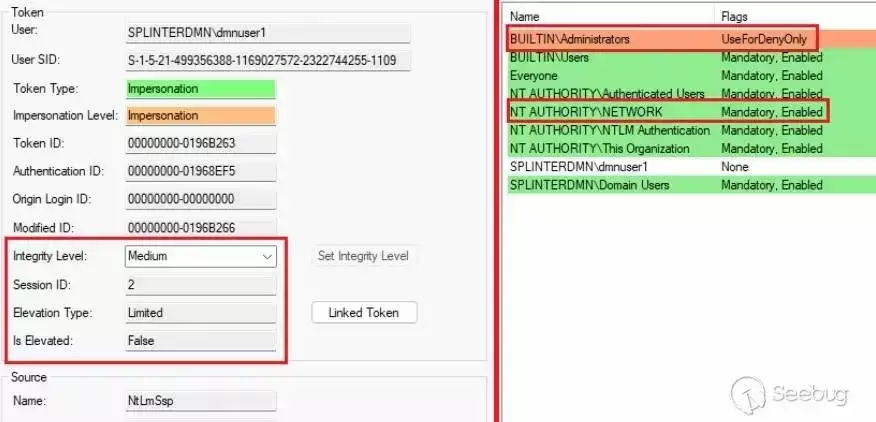 Token
User: SPLINTERDMN\dmnuser1
User SID: S-1-5-21-499356388-1169027572-2322744255-1109
Token Type: Impersonation
Impersonation Level: Impersonation
Token ID: 00000000-0196B263
Authentication ID: 00000000-01968EF5
Origin Login ID: 00000000-00000000
Modified ID: 00000000-0196B266
Integrity Level: Medium Set Integrity Level
Session ID: 2
Elevation Type: Limited Linked Token
Is Elevated: False
Source
Name: NtLmSsp
Name Flags
BUILTIN\Administrators UseForDenyOnly
BUILTIN\Users Mandatory, Enabled
Everyone Mandatory, Enabled
NT AUTHORITY\Authenticated Users Mandatory, Enabled
NT AUTHORITY\NETWORK Mandatory, Enabled
NT AUTHORITY\NTLM Authentication Mandatory, Enabled
NT AUTHORITY\This Organization Mandatory, Enabled
SPLINTERDMN\dmnuser1 None
SPLINTERDMN\Domain Users Mandatory, Enabled
Seebug